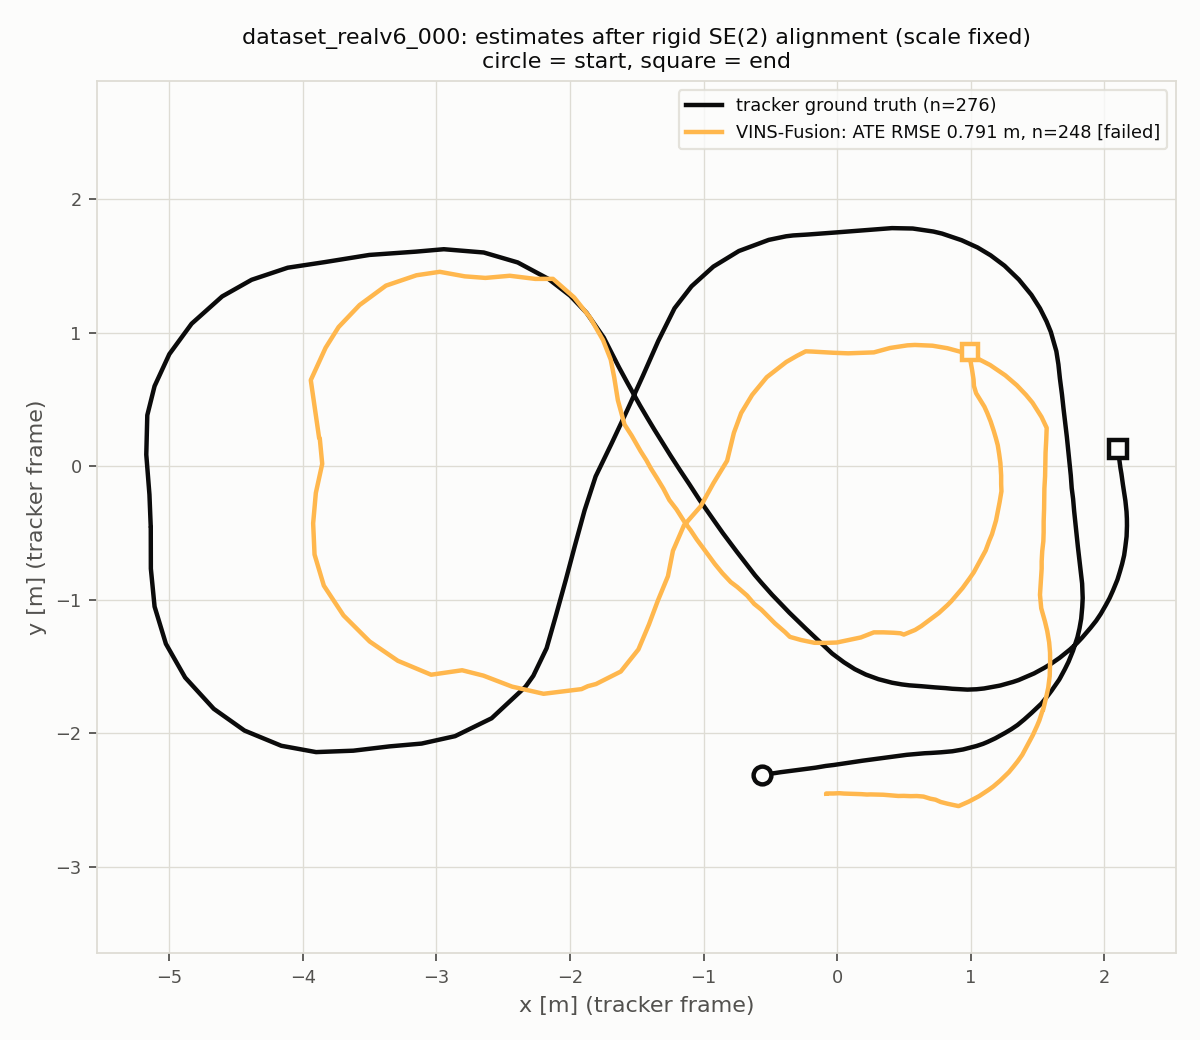 dataset_realv6_000: estimates after rigid SE(2) alignment (scale fixed)
circle = start, square = end
tracker ground truth (n=276)
VINS-Fusion: ATE RMSE 0.791 m, n=248 [failed]
y [m] (tracker frame)
2
1
0
−1
−2
−3
−5
−4
−3
−2
−1
0
1
2
x [m] (tracker frame)